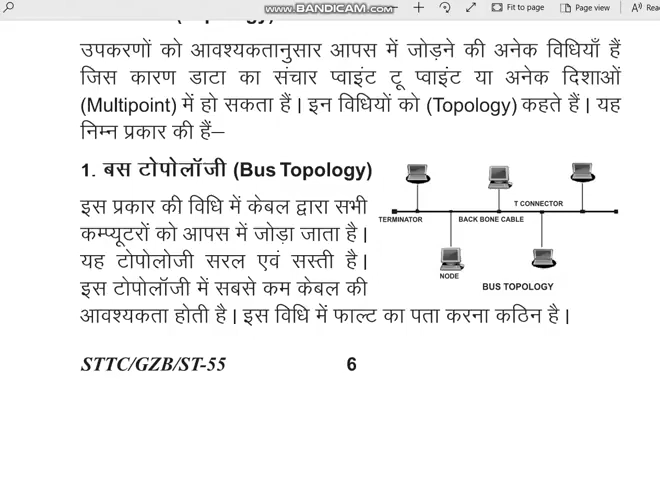 www.BANDICAM.com
Fit to page
Page view
उपकरणों को आवश्यकतानुसार आपस में जोड़ने की अनेक विधियाँ हैं
जिस कारण डाटा का संचार प्वाइंट टू प्वाइंट या अनेक दिशाओं
(Multipoint) में हो सकता हैं। इन विधियों को (Topology) कहते हैं। यह
निम्न प्रकार की हैं–
1. बस टोपोलॉजी (Bus Topology)
इस प्रकार की विधि में केबल द्वारा सभी
कम्प्यूटरों को आपस में जोड़ा जाता है।
यह टोपोलोजी सरल एवं सस्ती है।
इस टोपोलॉजी में सबसे कम केबल की
आवश्यकता होती है। इस विधि में फाल्ट का पता करना कठिन है।
T CONNECTOR
TERMINATOR
BACK BONE CABLE
NODE
BUS TOPOLOGY
STTC/GZB/ST-55
6